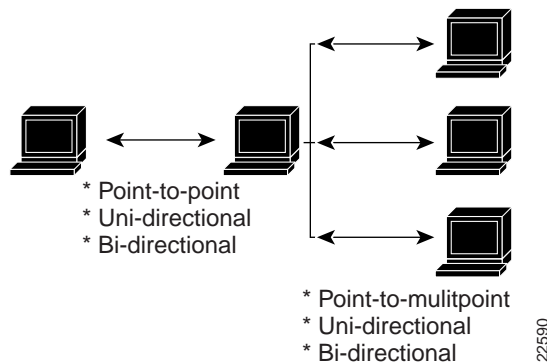 * Point-to-point
* Uni-directional
* Bi-directional
* Point-to-mulitpoint
* Uni-directional
* Bi-directional
22590